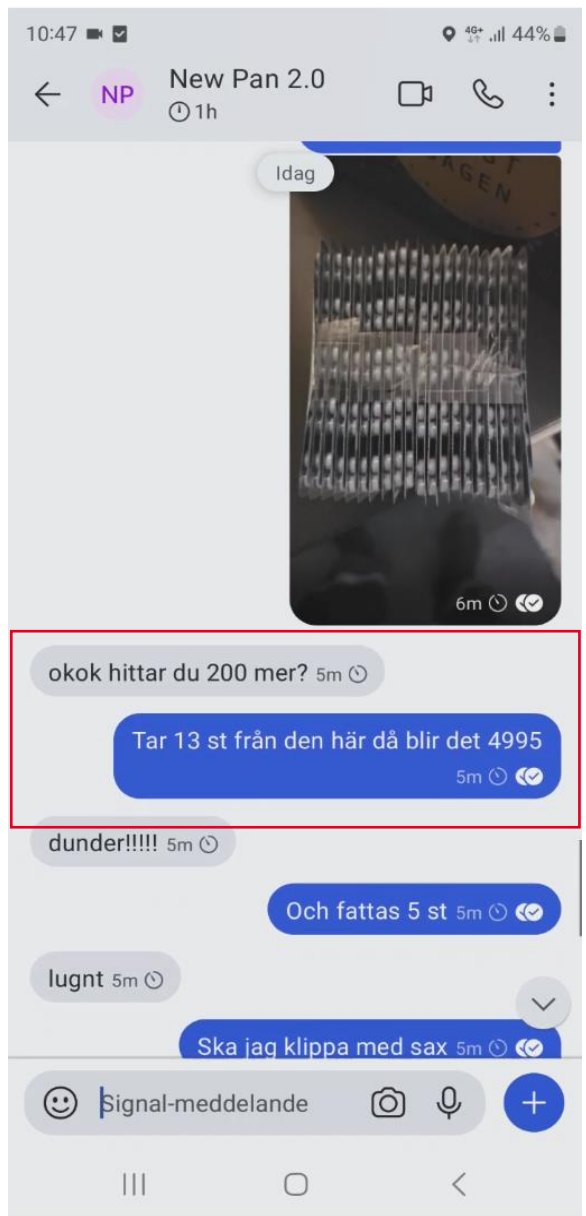 10:47
4G+ 44%
NP
New Pan 2.0
1h
Idag
GEN
6m
okok hittar du 200 mer? 5m
Tar 13 st från den här då blir det 4995
5m
dunder!!!!! 5m
Och fattas 5 st 5m
lugnt 5m
Ska jag klippa med sax 5m
Signal-meddelande